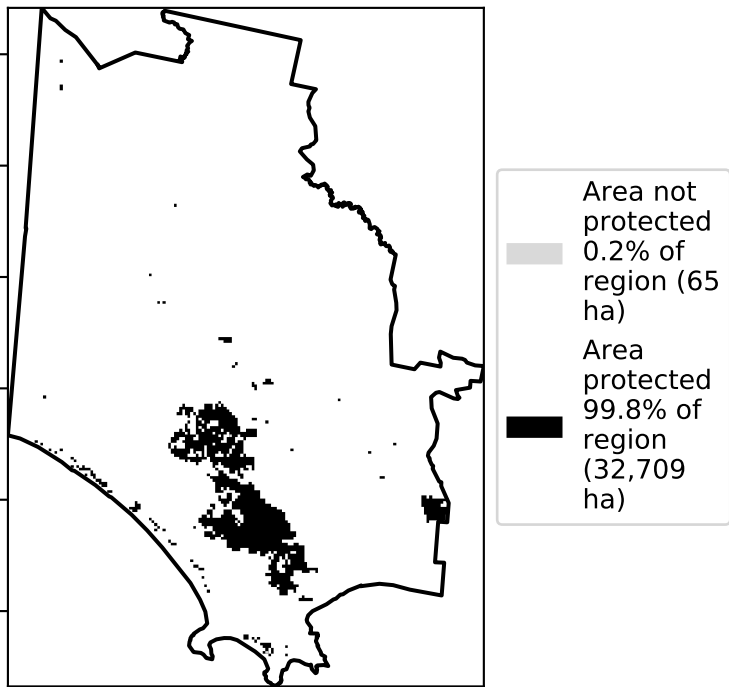 Area not
protected
0.2% of
region (65
ha)
Area
protected
99.8% of
region
(32,709
ha)